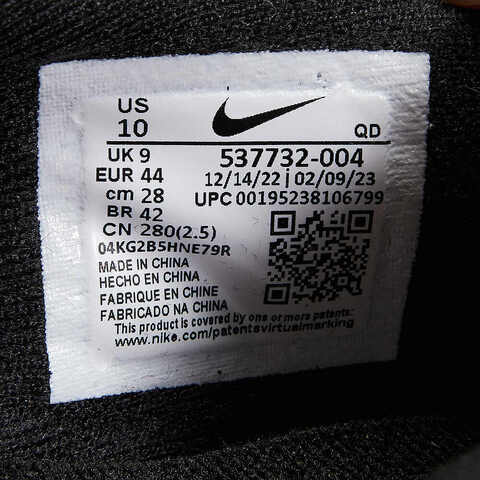 US
10
QD
UK 9
537732-004
EUR 44
12/14/22 | 02/09/23
cm 28
UPC 00195238106799
BR 42
CN 280(2.5)
04KG2B5HNE79R
MADE IN CHINA
HECHO EN CHINA
FABRIQUE EN CHINE
FABRICADO NA CHINA
This product is covered by one or more patents:
www.nike.com/patentsvirtualmarking